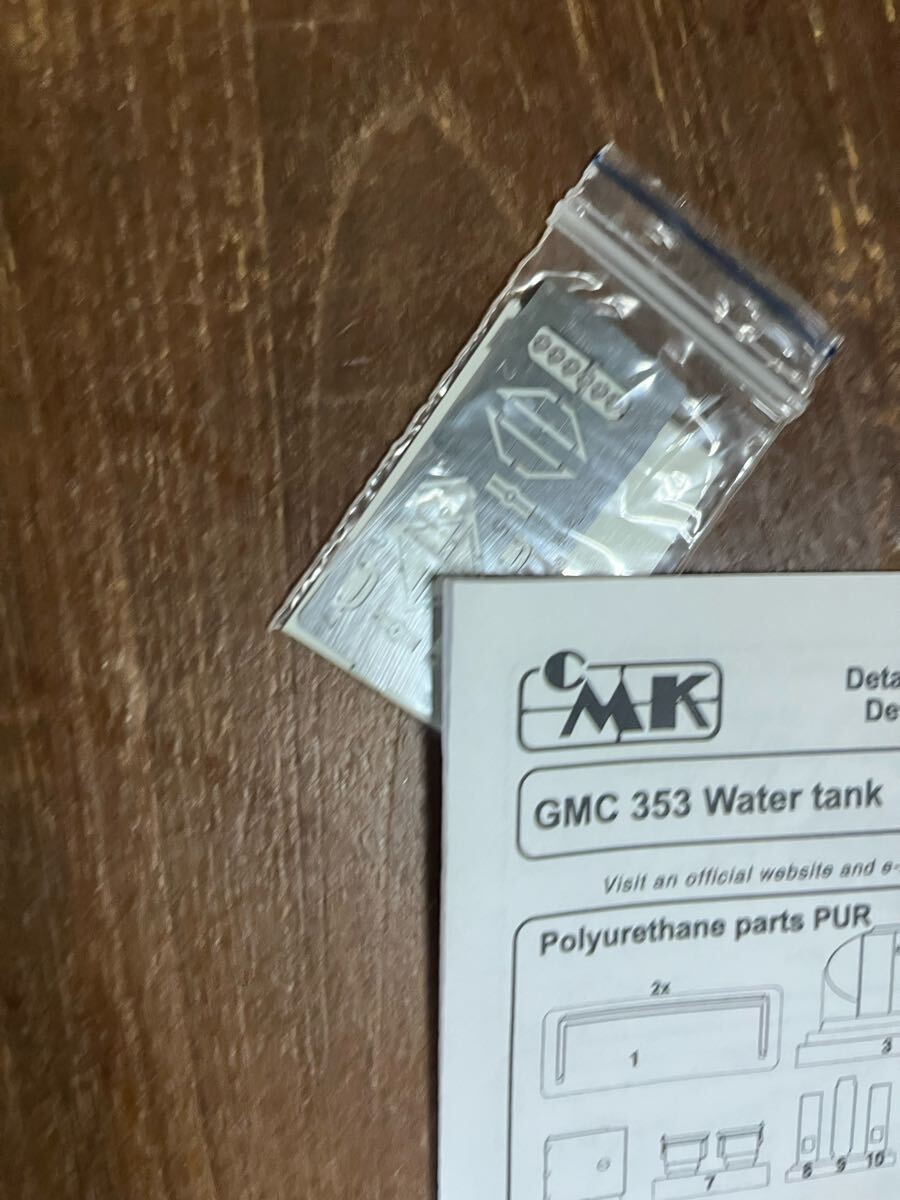 CMK
Deta
De
GMC 353 Water tank
Visit an official website and e-
Polyurethane parts PUR
2x
1
3
7
8
9
10